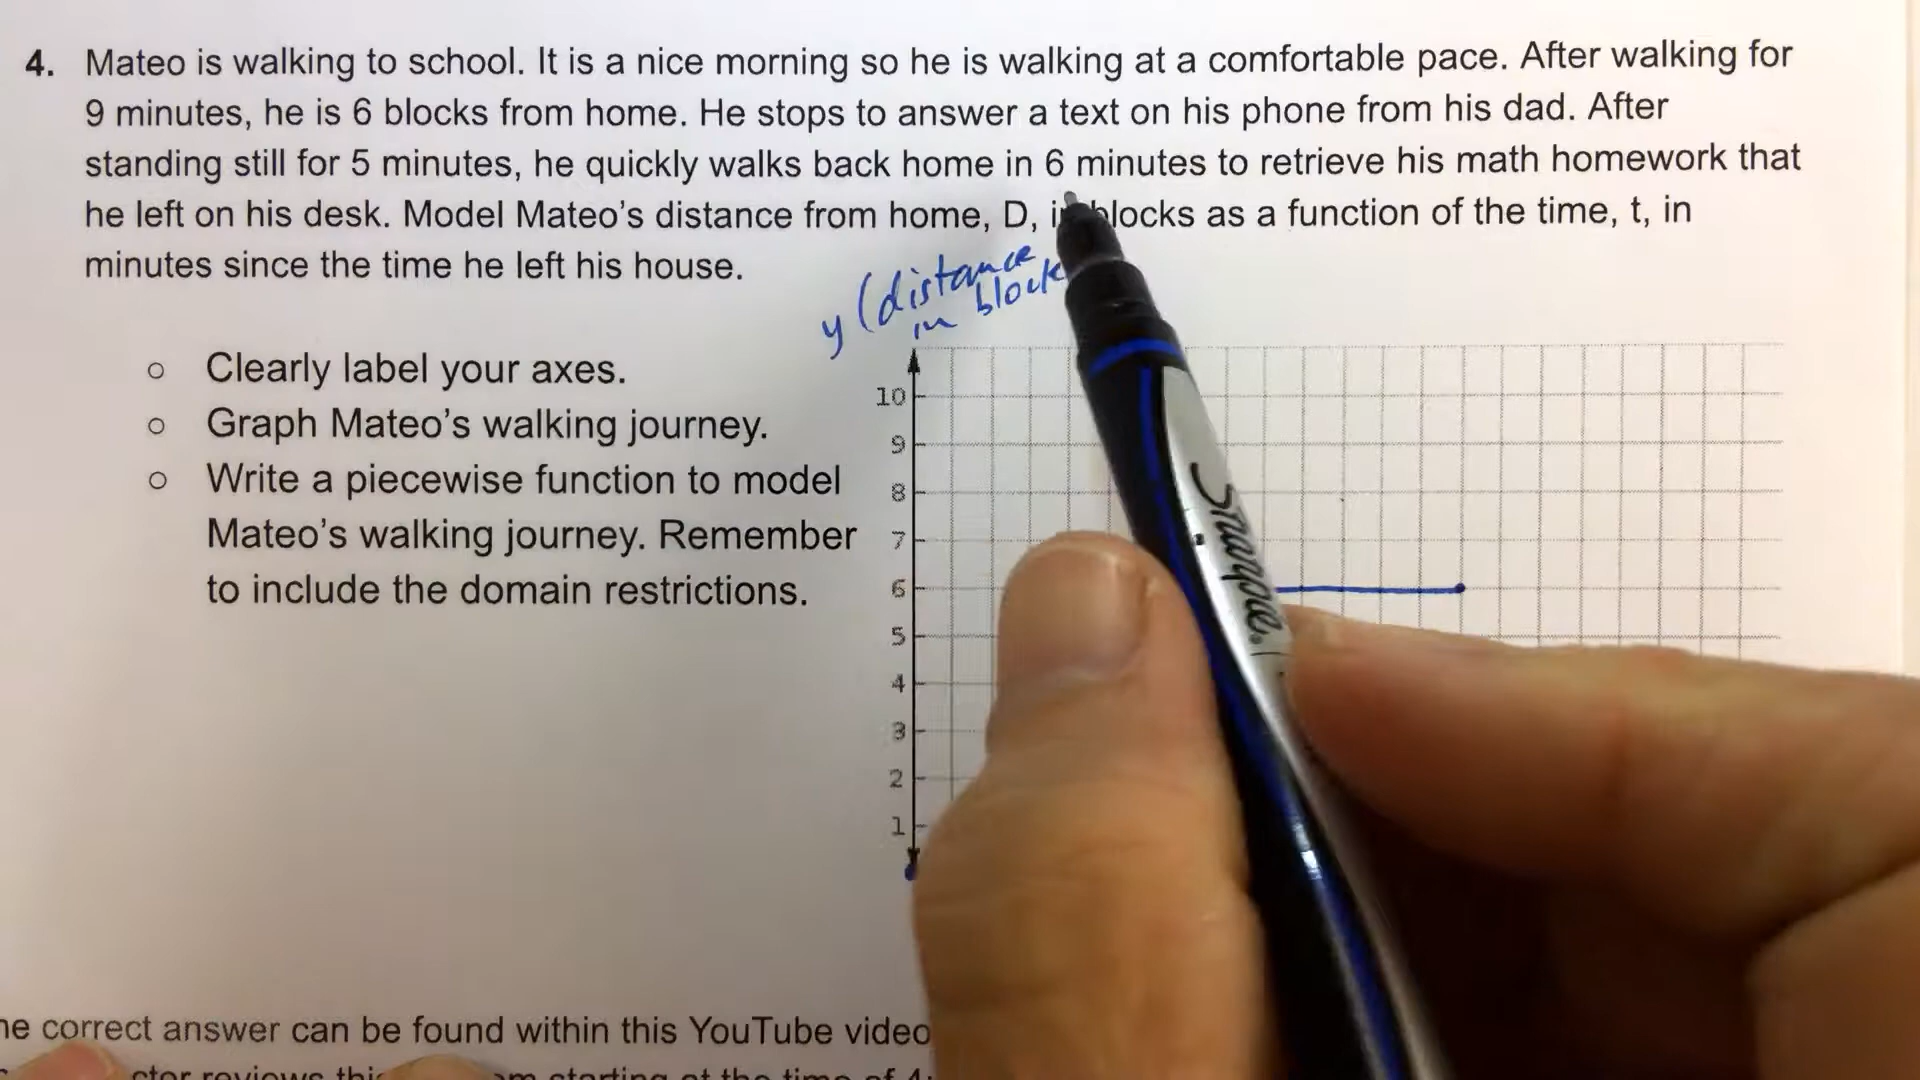 4. Mateo is walking to school. It is a nice morning so he is walking at a comfortable pace. After walking for
9 minutes, he is 6 blocks from home. He stops to answer a text on his phone from his dad. After
standing still for 5 minutes, he quickly walks back home in 6 minutes to retrieve his math homework that
he left on his desk. Model Mateo's distance from home, D, in blocks as a function of the time, t, in
minutes since the time he left his house.
y (distance
in block
○ Clearly label your axes.
○ Graph Mateo's walking journey.
○ Write a piecewise function to model
Mateo's walking journey. Remember
to include the domain restrictions.
10
9
8
7
6
5
4
3
2
1
Sharpie.
correct answer can be found within this YouTube video
starting at the time of